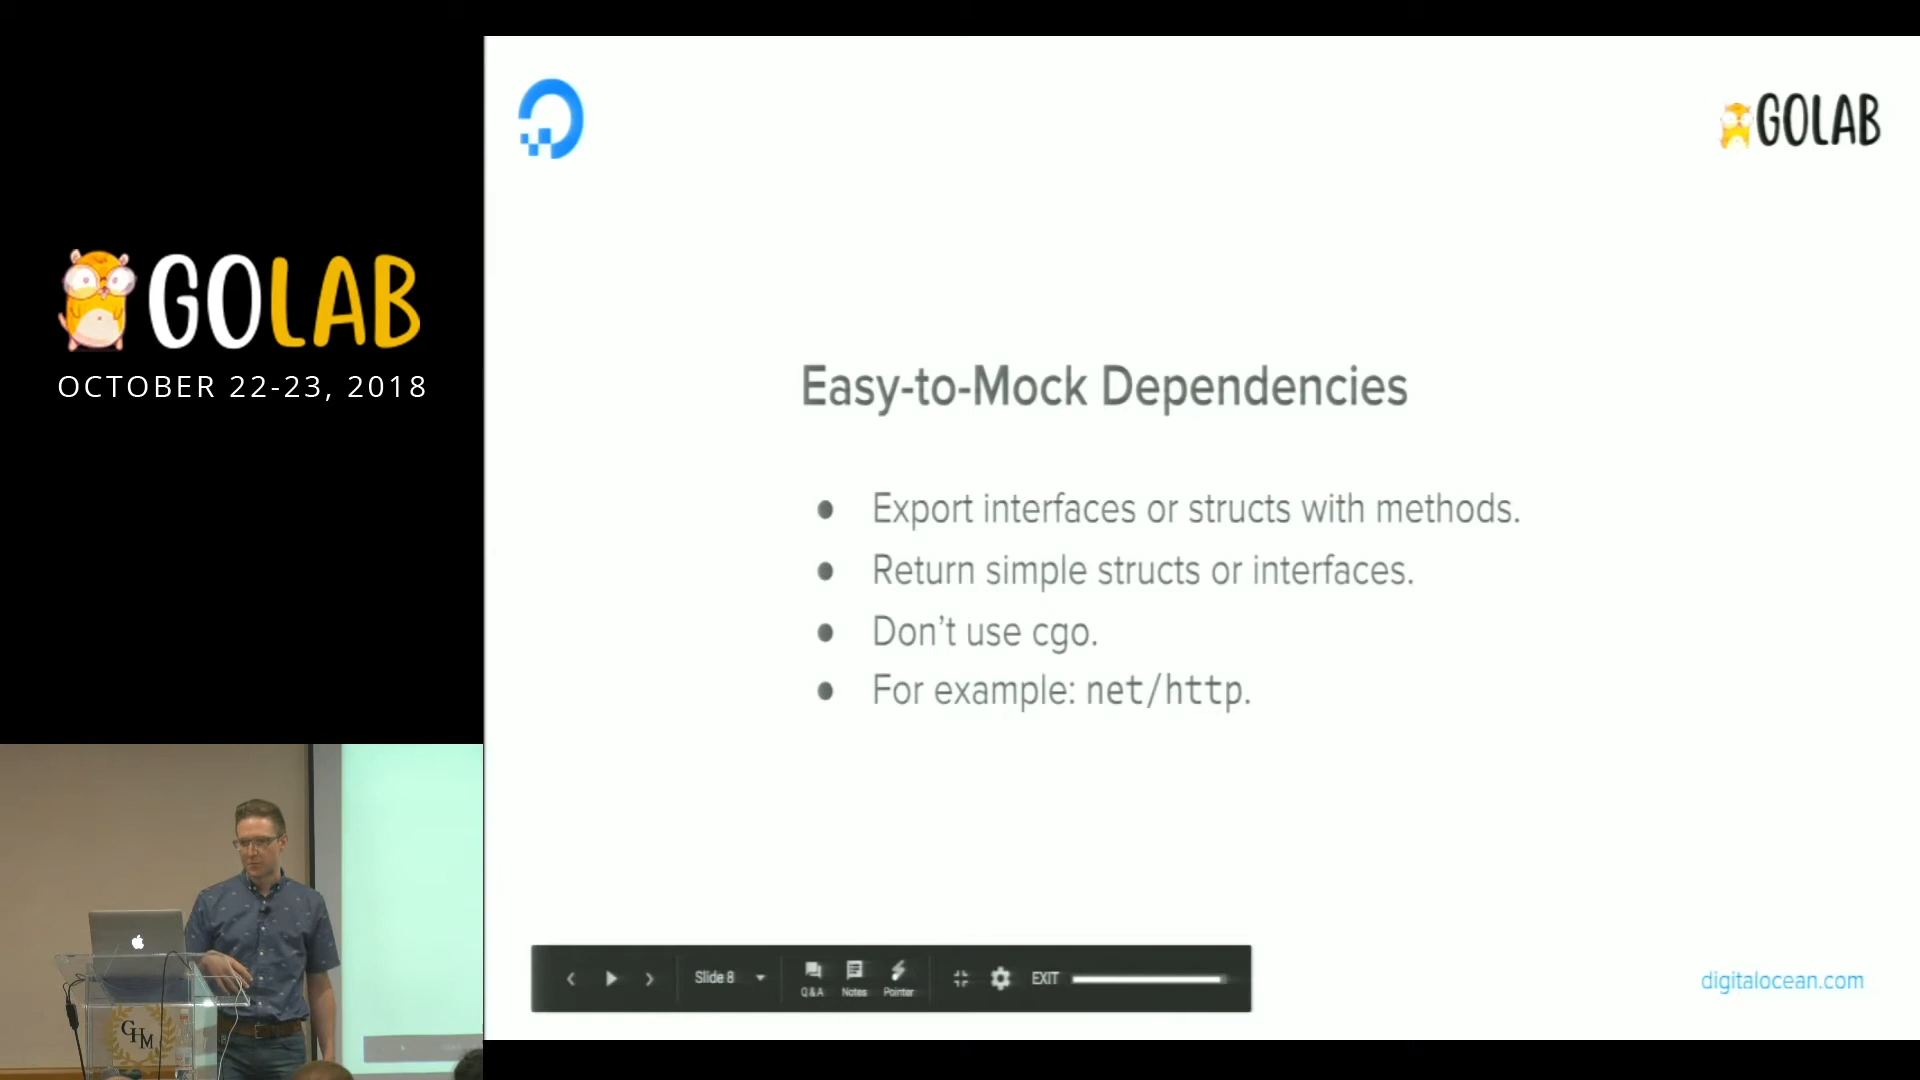 GOLAB
OCTOBER 22-23, 2018
GOLAB
Easy-to-Mock Dependencies
Export interfaces or structs with methods.
Return simple structs or interfaces.
Don’t use cgo.
For example: net/http.
Slide 8
Q&A
Notes
Pointer
EXIT
digitalocean.com
GHM